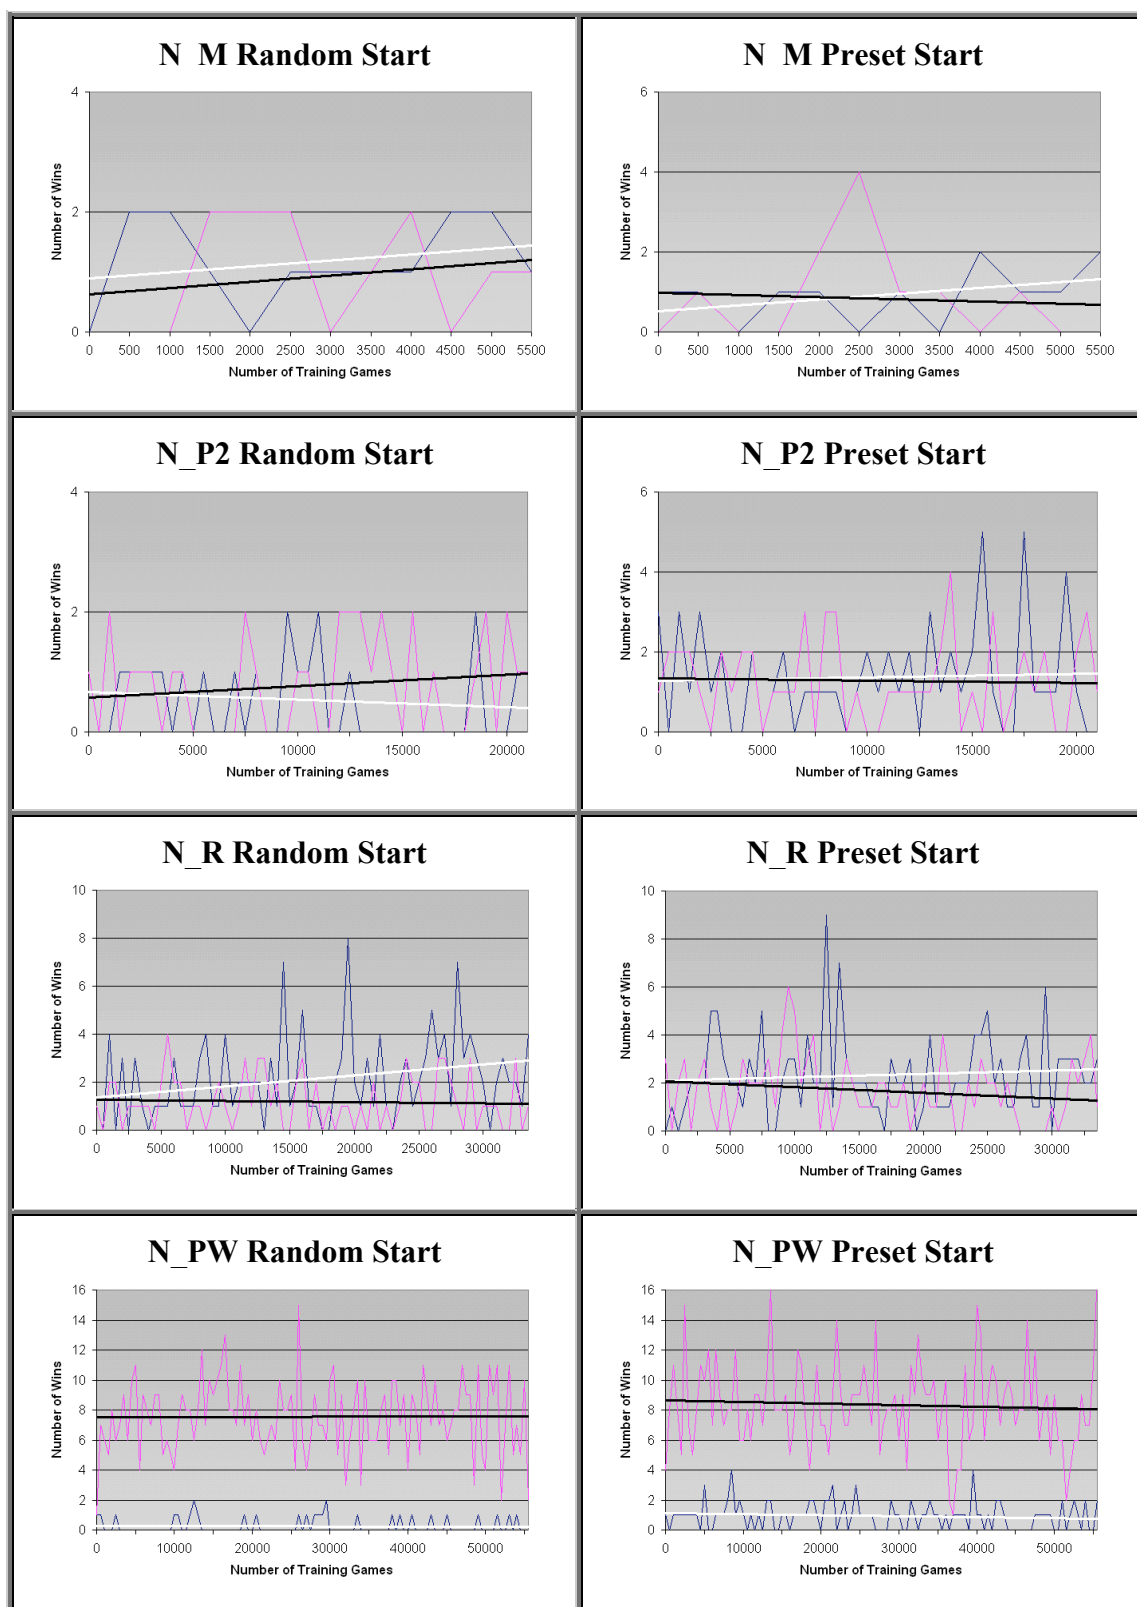 N_M Random Start
4
2
0
Number of Wins
0 500 1000 1500 2000 2500 3000 3500 4000 4500 5000 5500
Number of Training Games
N_M Preset Start
6
4
2
0
Number of Wins
0 500 1000 1500 2000 2500 3000 3500 4000 4500 5000 5500
Number of Training Games
N_P2 Random Start
4
2
0
Number of Wins
0 5000 10000 15000 20000
Number of Training Games
N_P2 Preset Start
6
4
2
0
Number of Wins
0 5000 10000 15000 20000
Number of Training Games
N_R Random Start
10
8
6
4
2
0
Number of Wins
0 5000 10000 15000 20000 25000 30000
Number of Training Games
N_R Preset Start
10
8
6
4
2
0
Number of Wins
0 5000 10000 15000 20000 25000 30000
Number of Training Games
N_PW Random Start
16
14
12
10
8
6
4
2
0
Number of Wins
0 10000 20000 30000 40000 50000
Number of Training Games
N_PW Preset Start
16
14
12
10
8
6
4
2
0
Number of Wins
0 10000 20000 30000 40000 50000
Number of Training Games